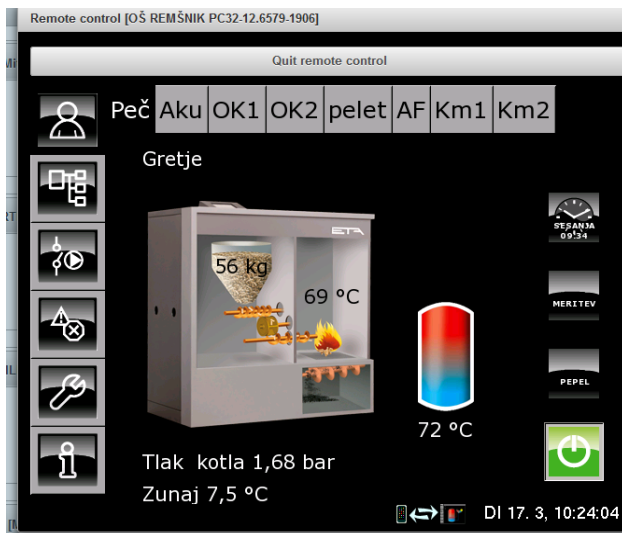 Remote control [OŠ REMŠNIK PC32-12.6579-1906]
Quit remote control
Peč Aku OK1 OK2 pelet AF Km1 Km2
Gretje
ETA
56 kg
69 °C
SESANJA
09:34
MERITEV
PEPEL
72 °C
Tlak kotla 1,68 bar
Zunaj 7,5 °C
DI 17. 3, 10:24:04